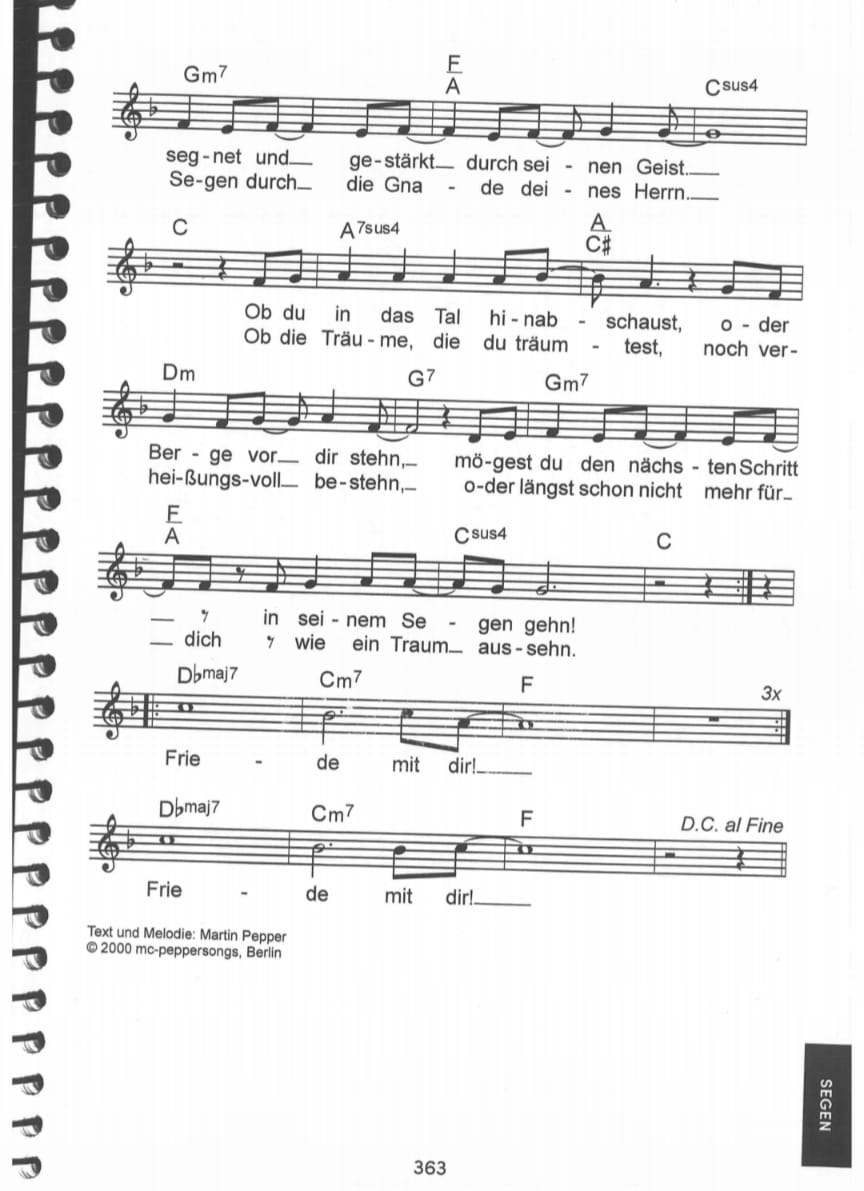 Gm7 F/A Csus4
seg-net und__ ge-stärkt__ durch sei - nen Geist.__
Se-gen durch__ die Gna - de dei - nes Herrn.__
C A7sus4 A/C♯
Ob du in das Tal hi-nab - schaust, o-der
Ob die Träu-me, die du träum - test, noch ver-
Dm G7 Gm7
Ber - ge vor__ dir stehn,__ mö-gest du den nächs - ten Schritt
hei-ßungs-voll__ be-stehn,__ o-der längst schon nicht mehr für__
F/A Csus4 C
__ in sei - nem Se - gen gehn!
__ dich wie ein Traum__ aus-sehn.
D♭maj7 Cm7 F 3x
Frie - de mit dir!__
D♭maj7 Cm7 F D.C. al Fine
Frie - de mit dir!__
Text und Melodie: Martin Pepper
© 2000 mc-peppersongs, Berlin
SEGEN
363